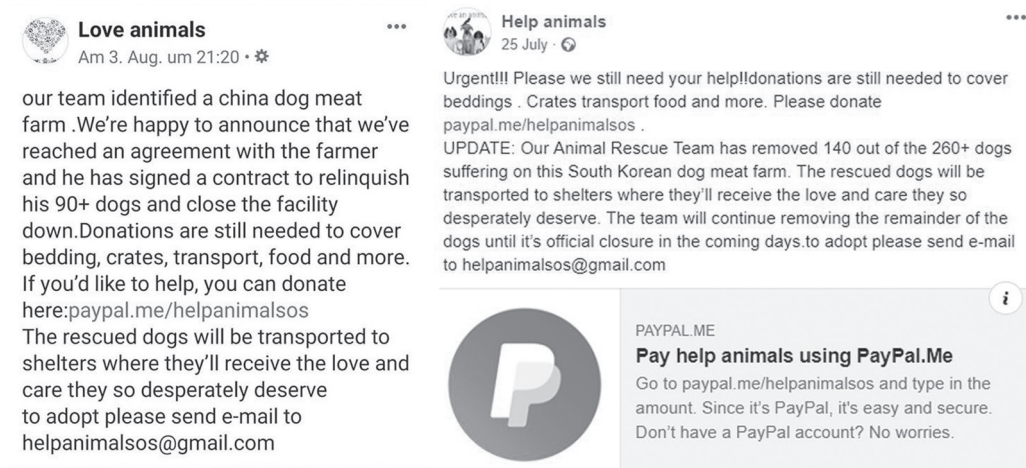 Love animals
Am 3. Aug. um 21:20 ·
our team identified a china dog meat
farm .We’re happy to announce that we’ve
reached an agreement with the farmer
and he has signed a contract to relinquish
his 90+ dogs and close the facility
down.Donations are still needed to cover
bedding, crates, transport, food and more.
If you’d like to help, you can donate
here:paypal.me/helpanimalsos
The rescued dogs will be transported to
shelters where they’ll receive the love and
care they so desperately deserve
to adopt please send e-mail to
helpanimalsos@gmail.com
Help animals
25 July ·
Urgent!!! Please we still need your help!!donations are still needed to cover
beddings . Crates transport food and more. Please donate
paypal.me/helpanimalsos .
UPDATE: Our Animal Rescue Team has removed 140 out of the 260+ dogs
suffering on this South Korean dog meat farm. The rescued dogs will be
transported to shelters where they’ll receive the love and care they so
desperately deserve. The team will continue removing the remainder of the
dogs until it’s official closure in the coming days.to adopt please send e-mail
to helpanimalsos@gmail.com
PAYPAL.ME
Pay help animals using PayPal.Me
Go to paypal.me/helpanimalsos and type in the
amount. Since it’s PayPal, it's easy and secure.
Don’t have a PayPal account? No worries.